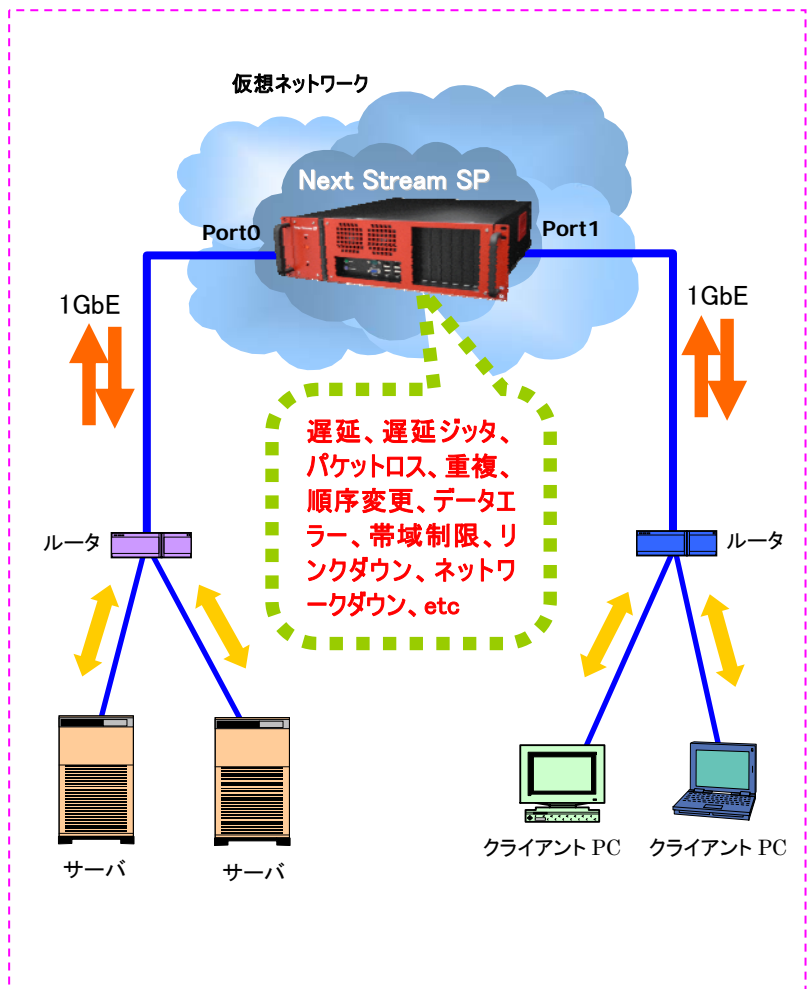 仮想ネットワーク
Next Stream SP
Port0
Port1
1GbE
1GbE
遅延、遅延ジッタ、
パケットロス、重複、
順序変更、データエ
ラー、帯域制限、リ
ンクダウン、ネットワ
ークダウン、etc
ルータ
ルータ
サーバ
サーバ
クライアント PC
クライアント PC